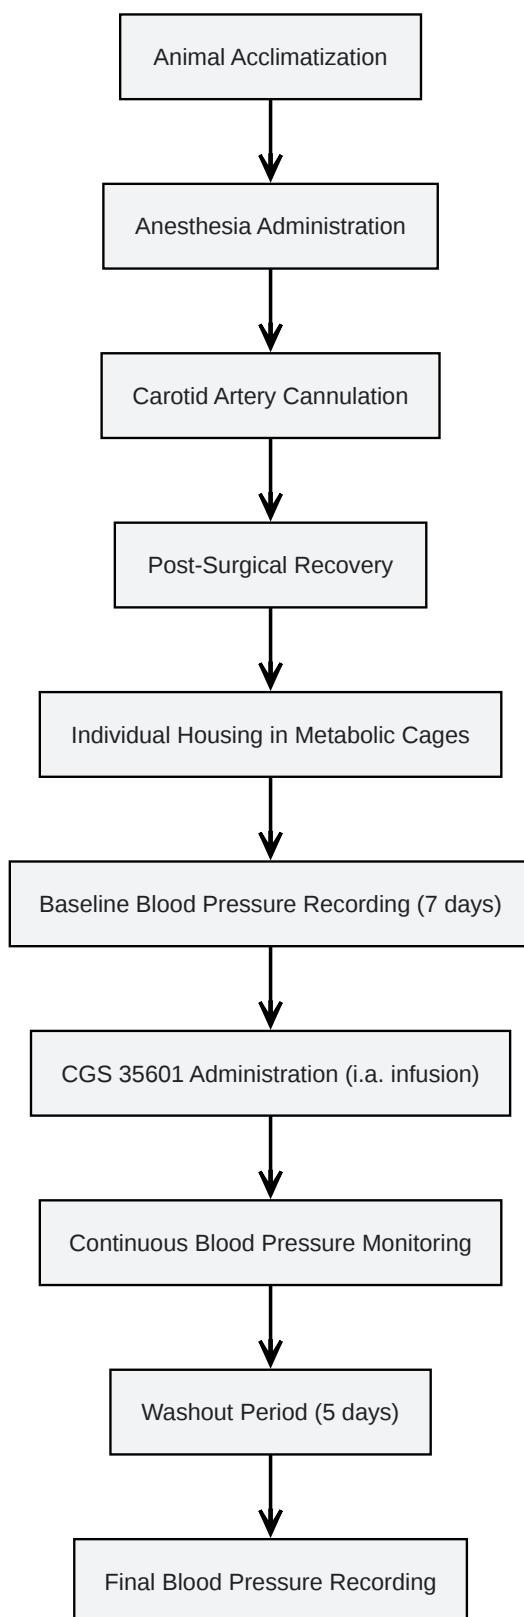 Animal Acclimatization
Anesthesia Administration
Carotid Artery Cannulation
Post-Surgical Recovery
Individual Housing in Metabolic Cages
Baseline Blood Pressure Recording (7 days)
CGS 35601 Administration (i.a. infusion)
Continuous Blood Pressure Monitoring
Washout Period (5 days)
Final Blood Pressure Recording